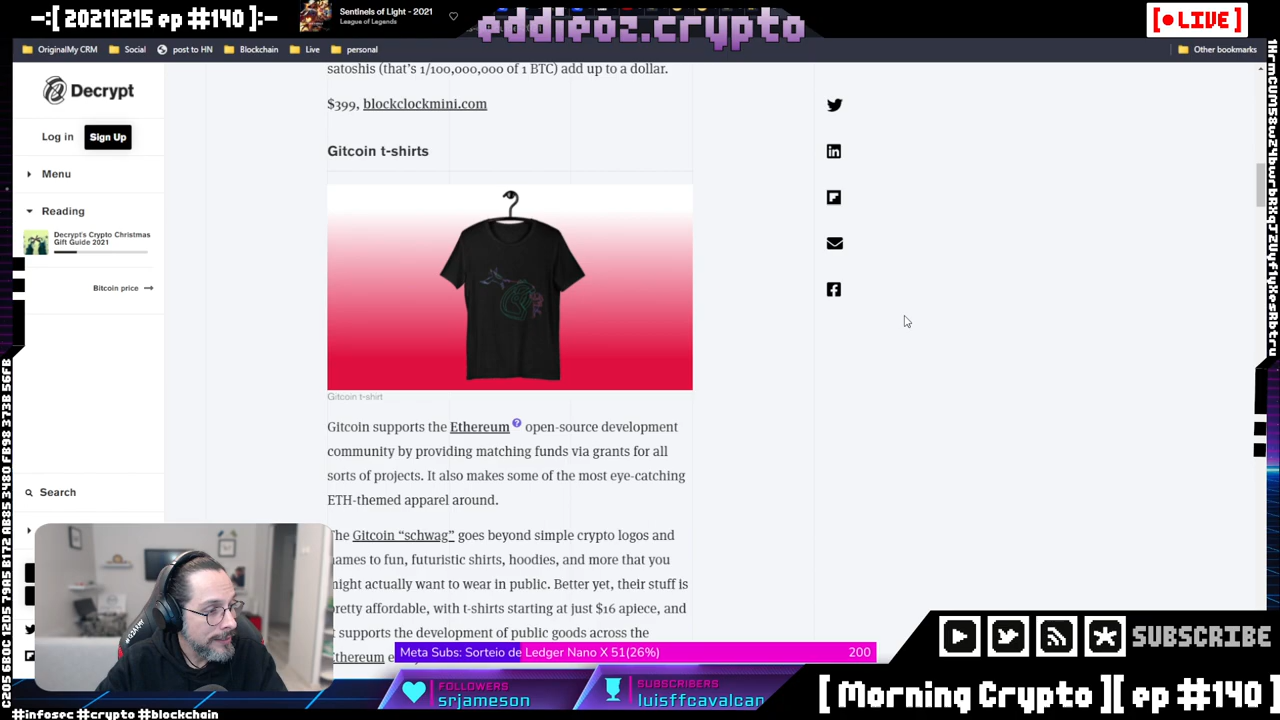 -:[ 20211215 ep #140 ]:-
Sentinels of Light - 2021
League of Legends
eddieoz.crypto
[ • LIVE ]
OriginalMy CRM
Social
post to HN
Blockchain
Live
personal
Other bookmarks
Decrypt
Log in
Sign Up
Menu
Reading
Decrypt's Crypto Christmas
Gift Guide 2021
Bitcoin price
Search
satoshis (that's 1/100,000,000 of 1 BTC) add up to a dollar.
$399, blockclockmini.com
Gitcoin t-shirts
Gitcoin t-shirt
Gitcoin supports the Ethereum ? open-source development
community by providing matching funds via grants for all
sorts of projects. It also makes some of the most eye-catching
ETH-themed apparel around.
The Gitcoin “schwag” goes beyond simple crypto logos and
names to fun, futuristic shirts, hoodies, and more that you
might actually want to wear in public. Better yet, their stuff is
pretty affordable, with t-shirts starting at just $16 apiece, and
it supports the development of public goods across the
Ethereum
Meta Subs: Sorteio de Ledger Nano X 51(26%)
200
FOLLOWERS
srjameson
SUBSCRIBERS
luisffcavalcan
SUBSCRIBE
[ Morning Crypto ][ ep #140 ]
#infosec #crypto #blockchain